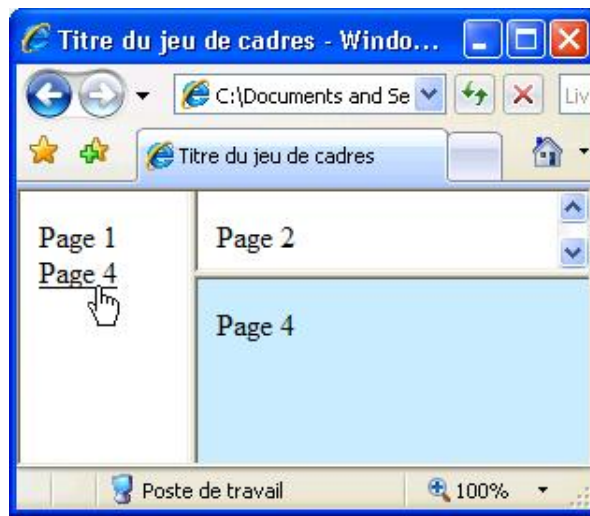 Titre du jeu de cadres - Windo...
C:\Documents and Se
Liv
Titre du jeu de cadres
Page 1
Page 4
Page 2
Page 4
Poste de travail
100%